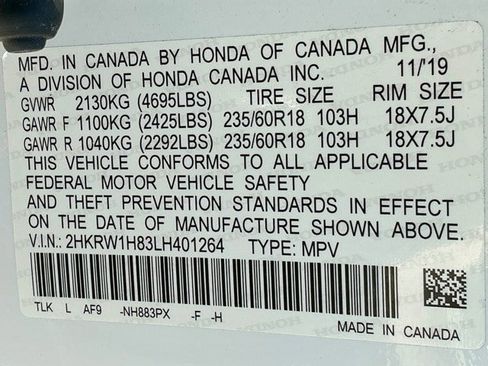 MFD. IN CANADA BY HONDA OF CANADA MFG.,
A DIVISION OF HONDA CANADA INC. 11/'19
GVWR 2130KG (4695LBS) TIRE SIZE RIM SIZE
GAWR F 1100KG (2425LBS) 235/60R18 103H 18X7.5J
GAWR R 1040KG (2292LBS) 235/60R18 103H 18X7.5J
THIS VEHICLE CONFORMS TO ALL APPLICABLE
FEDERAL MOTOR VEHICLE SAFETY
AND THEFT PREVENTION STANDARDS IN EFFECT
ON THE DATE OF MANUFACTURE SHOWN ABOVE.
V.I.N.: 2HKRW1H83LH401264 TYPE: MPV
TLK L AF9 -NH883PX -F -H
MADE IN CANADA